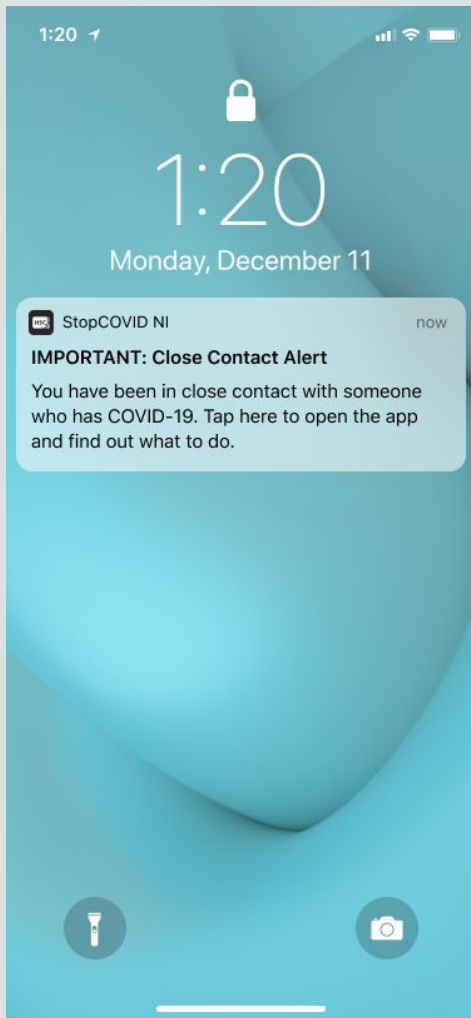 1:20
1:20
Monday, December 11
HSC
StopCOVID NI
now
IMPORTANT: Close Contact Alert
You have been in close contact with someone
who has COVID-19. Tap here to open the app
and find out what to do.